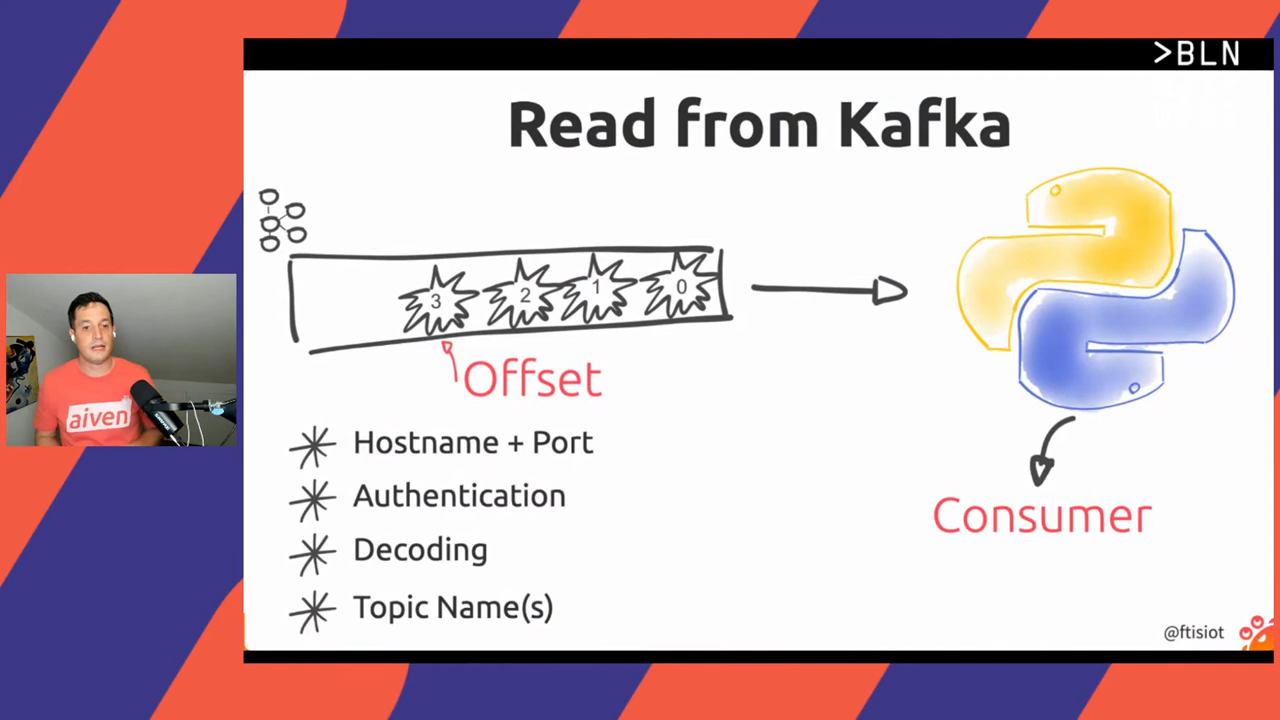 >BLN
Read from Kafka
3 2 1 0
Offset
Hostname + Port
Authentication
Decoding
Topic Name(s)
Consumer
@ftisiot
aiven